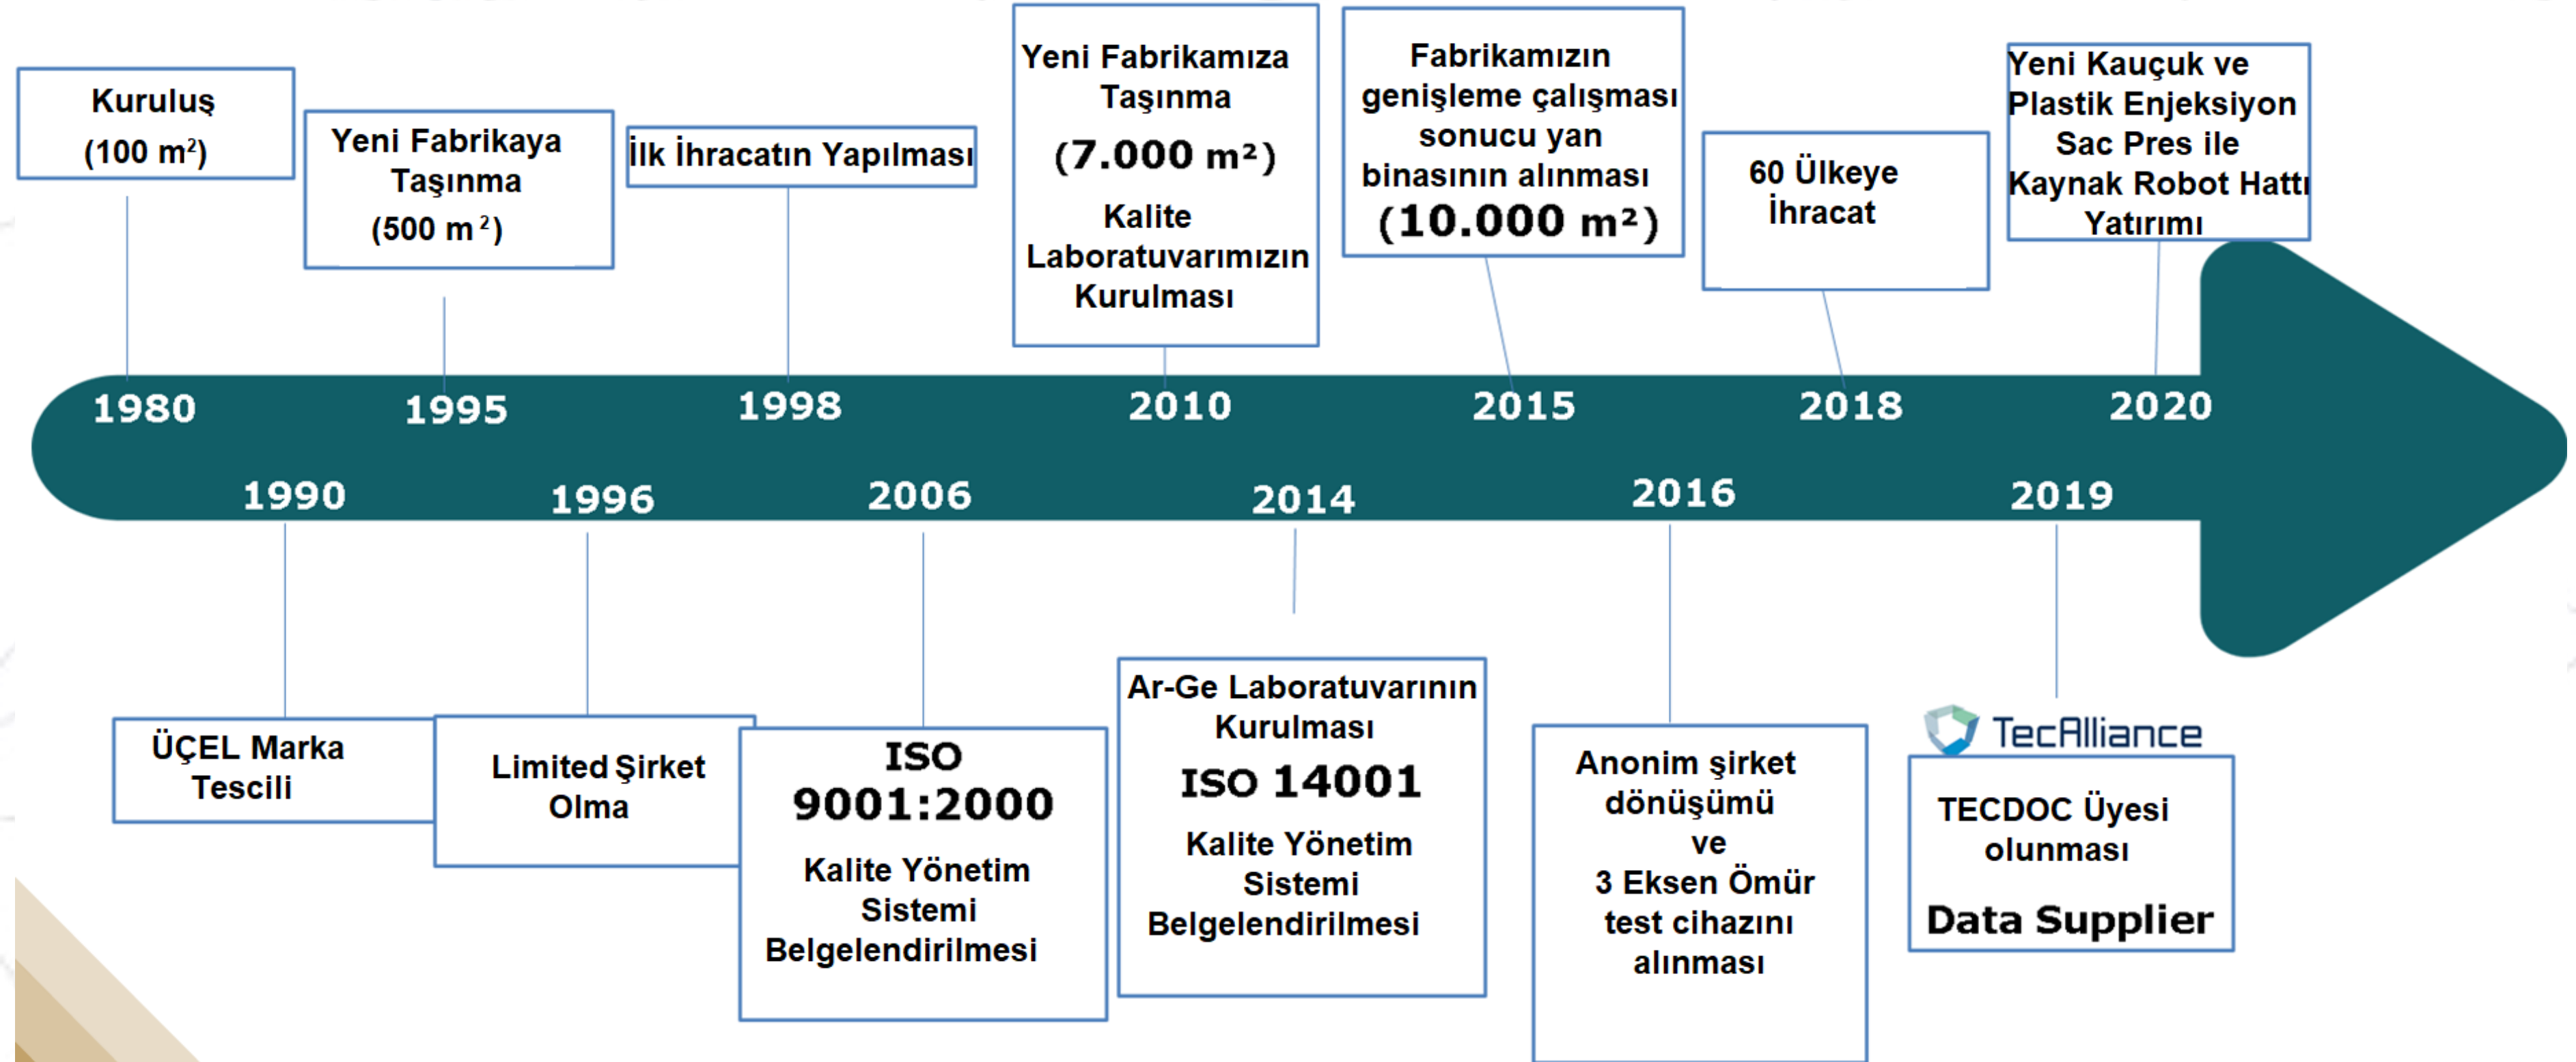 Kuruluş
(100 m²)
Yeni Fabrikaya
Taşınma
(500 m²)
İlk İhracatın Yapılması
Yeni Fabrikamıza
Taşınma
(7.000 m²)
Kalite
Laboratuvarımızın
Kurulması
Fabrikamızın
genişleme çalışması
sonucu yan
binasının alınması
(10.000 m²)
60 Ülkeye
İhracat
Yeni Kauçuk ve
Plastik Enjeksiyon
Sac Pres ile
Kaynak Robot Hattı
Yatırımı
1980
1995
1998
2010
2015
2018
2020
1990
1996
2006
2014
2016
2019
ÜÇEL Marka
Tescili
Limited Şirket
Olma
ISO
9001:2000
Kalite Yönetim
Sistemi
Belgelendirilmesi
Ar-Ge Laboratuvarının
Kurulması
ISO 14001
Kalite Yönetim
Sistemi
Belgelendirilmesi
Anonim şirket
dönüşümü
ve
3 Eksen Ömür
test cihazını
alınması
TecAlliance
TECDOC Üyesi
olunması
Data Supplier